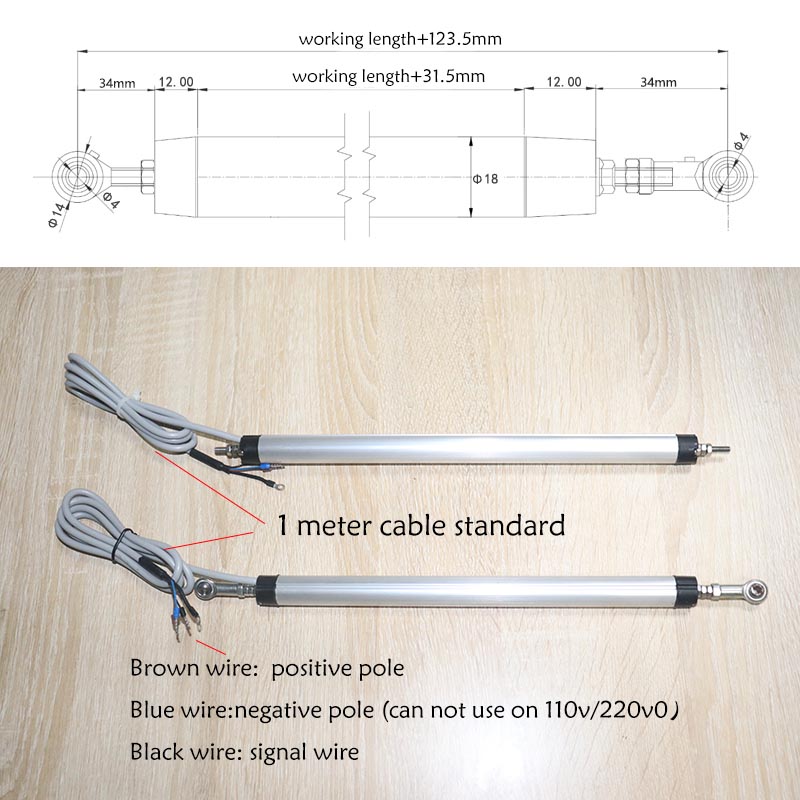 working length+123.5mm
working length+31.5mm
34mm
12.00
12.00
34mm
Φ4
Φ18
Φ14
Φ4
1 meter cable standard
Brown wire: positive pole
Blue wire:negative pole (can not use on 110v/220v0)
Black wire: signal wire